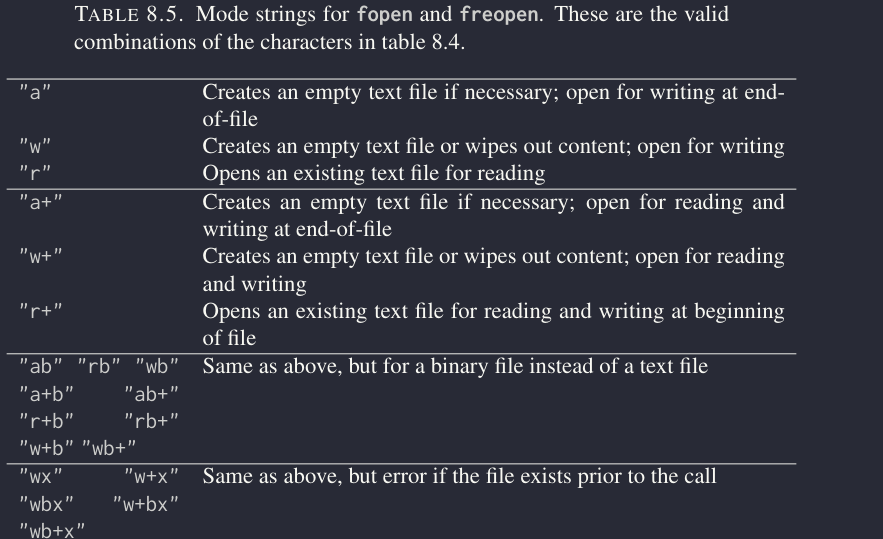 TABLE 8.5. Mode strings for fopen and freopen. These are the valid
combinations of the characters in table 8.4.
"a" Creates an empty text file if necessary; open for writing at end-
of-file
"w" Creates an empty text file or wipes out content; open for writing
"r" Opens an existing text file for reading
"a+" Creates an empty text file if necessary; open for reading and
writing at end-of-file
"w+" Creates an empty text file or wipes out content; open for reading
and writing
"r+" Opens an existing text file for reading and writing at beginning
of file
"ab" "rb" "wb" Same as above, but for a binary file instead of a text file
"a+b" "ab+"
"r+b" "rb+"
"w+b" "wb+"
"wx" "w+x" Same as above, but error if the file exists prior to the call
"wbx" "w+bx"
"wb+x"